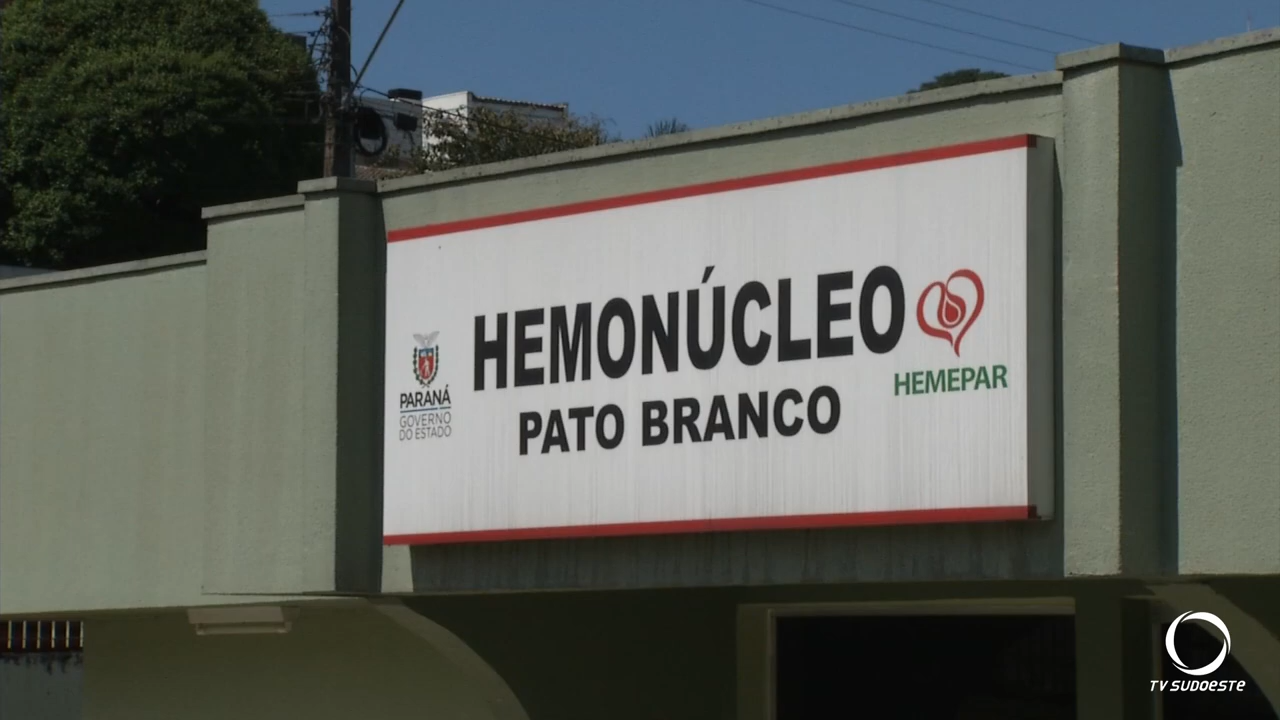 HEMONÚCLEO
PATO BRANCO
PARANÁ
GOVERNO
DO ESTADO
HEMEPAR
TV SUDOESTE